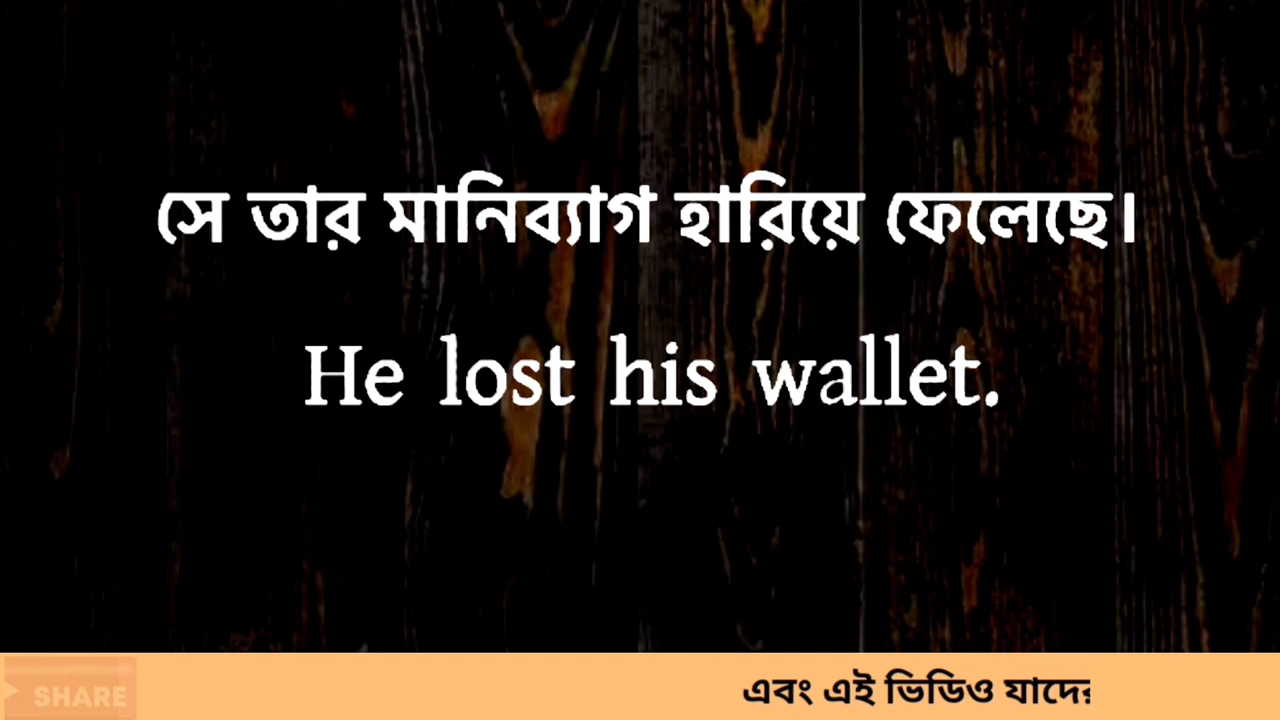 সে তার মানিব্যাগ হারিয়ে ফেলেছে।
He lost his wallet.
SHARE
এবং এই ভিডিও